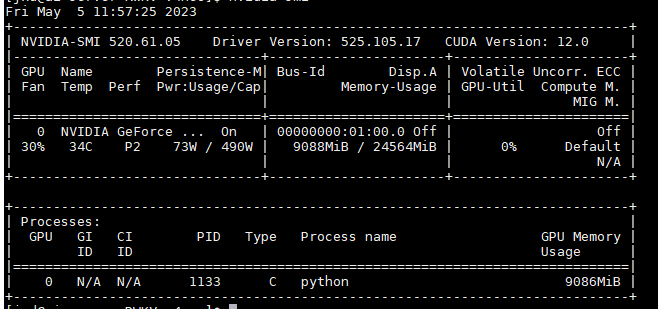 Fri May 5 11:57:25 2023
+-----------------------------------------------------------------------------+
| NVIDIA-SMI 520.61.05    Driver Version: 525.105.17   CUDA Version: 12.0     |
|-------------------------------+----------------------+----------------------+
| GPU  Name        Persistence-M| Bus-Id        Disp.A | Volatile Uncorr. ECC |
| Fan  Temp  Perf  Pwr:Usage/Cap|         Memory-Usage | GPU-Util  Compute M. |
|                               |                      |               MIG M. |
|===============================+======================+======================|
|   0  NVIDIA GeForce ...  On   | 00000000:01:00.0 Off |                  Off |
| 30%   34C    P2    73W / 490W |   9088MiB / 24564MiB |      0%      Default |
|                               |                      |                  N/A |
+-------------------------------+----------------------+----------------------+
+-----------------------------------------------------------------------------+
| Processes:                                                                  |
|  GPU   GI   CI        PID   Type   Process name                  GPU Memory |
|        ID   ID                                                   Usage      |
|=============================================================================|
|    0   N/A  N/A      1133      C   python                           9086MiB |
+-----------------------------------------------------------------------------+